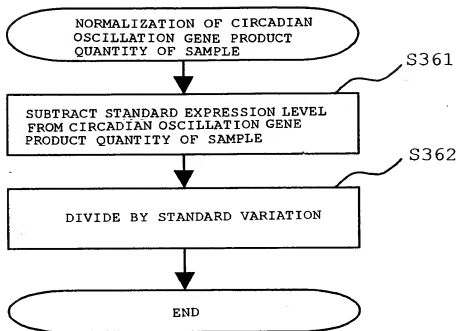 NORMALIZATION OF CIRCADIAN
OSCILLATION GENE PRODUCT
QUANTITY OF SAMPLE
S361
SUBTRACT STANDARD EXPRESSION LEVEL
FROM CIRCADIAN OSCILLATION GENE
PRODUCT QUANTITY OF SAMPLE
S362
DIVIDE BY STANDARD VARIATION
END